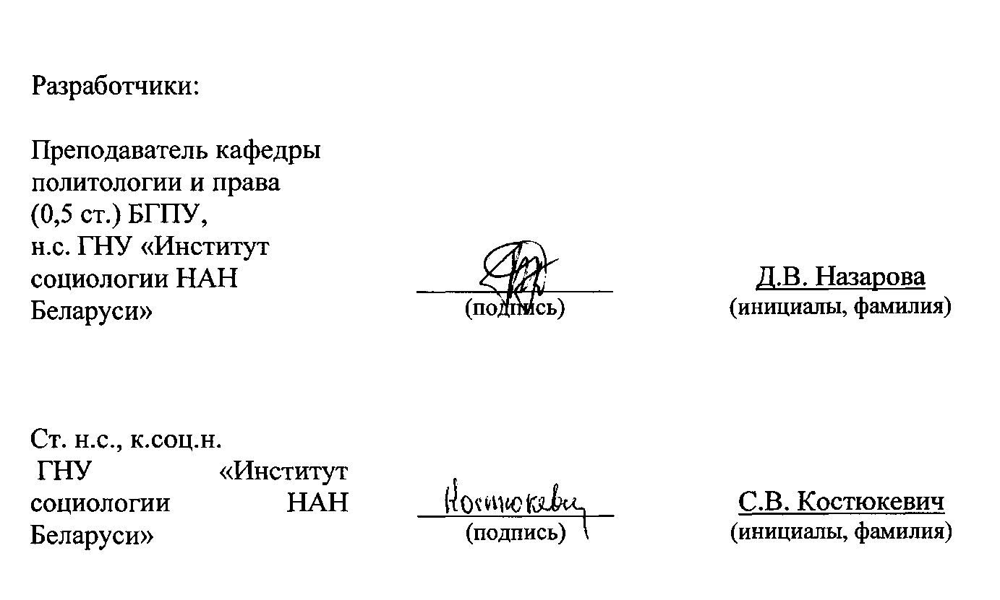 Разработчики:
Преподаватель кафедры
политологии и права
(0,5 ст.) БГПУ,
н.с. ГНУ «Институт
социологии НАН
Беларуси»
Д.В. Назарова
(подпись)
(инициалы, фамилия)
Ст. н.с., к.соц.н.
ГНУ «Институт
социологии НАН
Беларуси»
Костюкевич
С.В. Костюкевич
(подпись)
(инициалы, фамилия)